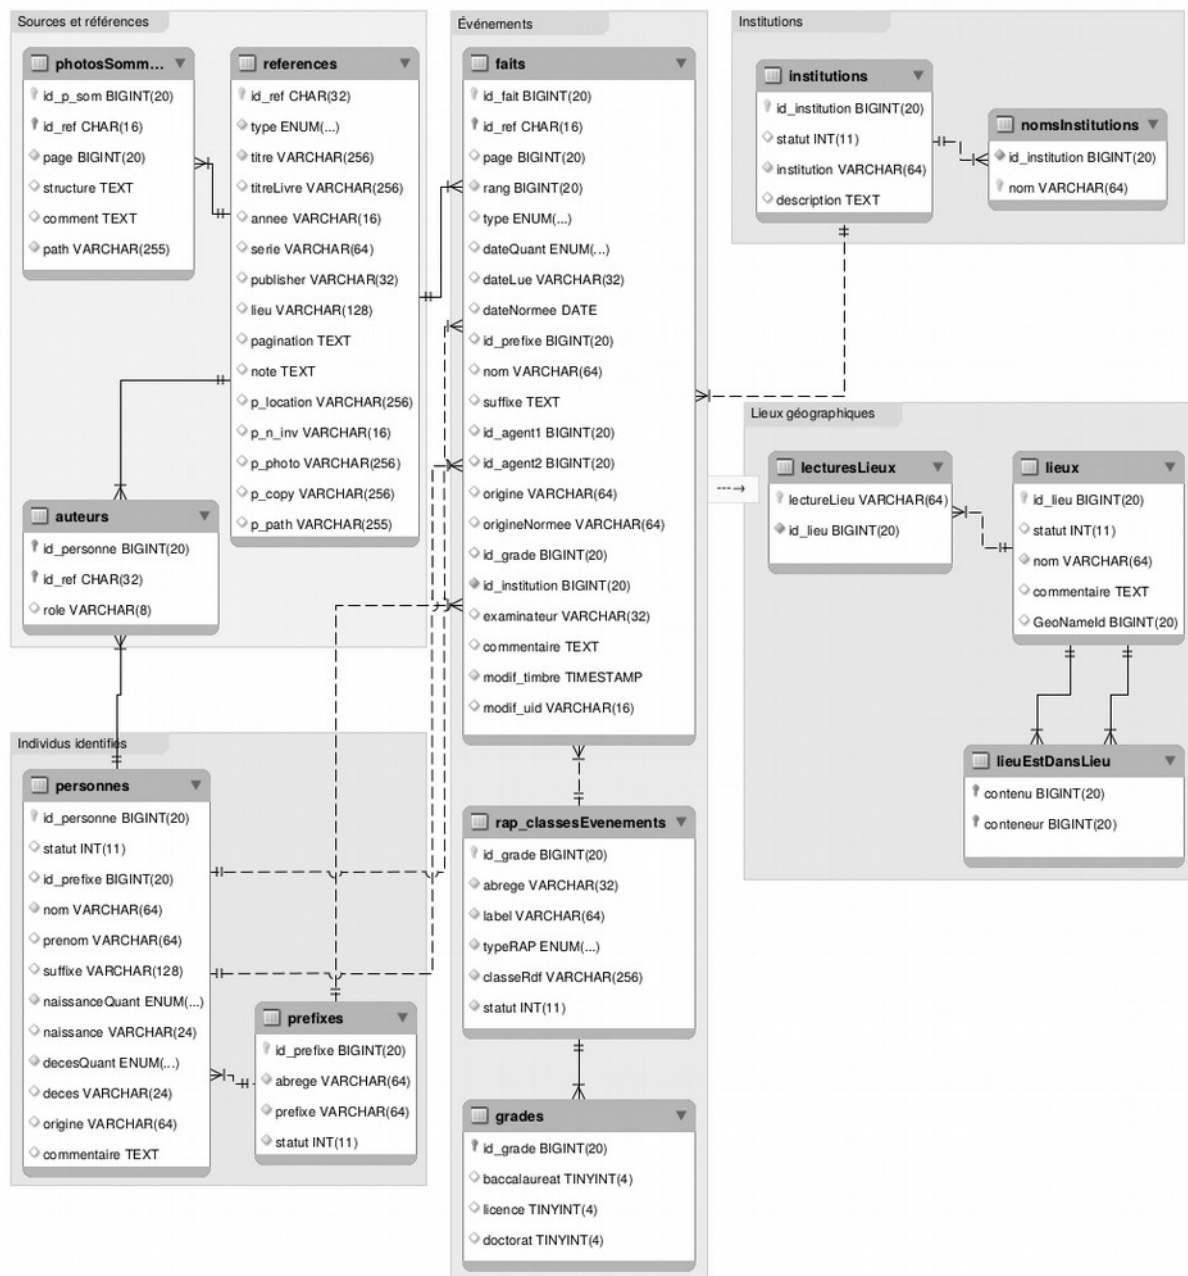 Sources et références
photosSomm...
id_p_som BIGINT(20)
id_ref CHAR(16)
page BIGINT(20)
structure TEXT
comment TEXT
path VARCHAR(255)
references
id_ref CHAR(32)
type ENUM(...)
titre VARCHAR(256)
titreLivre VARCHAR(256)
annee VARCHAR(16)
serie VARCHAR(64)
publisher VARCHAR(32)
lieu VARCHAR(128)
pagination TEXT
note TEXT
p_location VARCHAR(256)
p_n_inv VARCHAR(16)
p_photo VARCHAR(256)
p_copy VARCHAR(256)
p_path VARCHAR(255)
auteurs
id_personne BIGINT(20)
id_ref CHAR(32)
role VARCHAR(8)
Individus identifiés
personnes
id_personne BIGINT(20)
statut INT(11)
id_prefixe BIGINT(20)
nom VARCHAR(64)
prenom VARCHAR(64)
suffixe VARCHAR(128)
naissanceQuant ENUM(...)
naissance VARCHAR(24)
decesQuant ENUM(...)
deces VARCHAR(24)
origine VARCHAR(64)
commentaire TEXT
prefixes
id_prefixe BIGINT(20)
abrege VARCHAR(64)
prefixe VARCHAR(64)
statut INT(11)
Événements
faits
id_fait BIGINT(20)
id_ref CHAR(16)
page BIGINT(20)
rang BIGINT(20)
type ENUM(...)
dateQuant ENUM(...)
dateLue VARCHAR(32)
dateNormee DATE
id_prefixe BIGINT(20)
nom VARCHAR(64)
suffixe TEXT
id_agent1 BIGINT(20)
id_agent2 BIGINT(20)
origine VARCHAR(64)
origineNormee VARCHAR(64)
id_grade BIGINT(20)
id_institution BIGINT(20)
examinateur VARCHAR(32)
commentaire TEXT
modif_timbre TIMESTAMP
modif_uid VARCHAR(16)
rap_classesEvenements
id_grade BIGINT(20)
abrege VARCHAR(32)
label VARCHAR(64)
typeRAP ENUM(...)
classeRdf VARCHAR(256)
statut INT(11)
grades
id_grade BIGINT(20)
baccalaureat TINYINT(4)
licence TINYINT(4)
doctorat TINYINT(4)
Institutions
institutions
id_institution BIGINT(20)
statut INT(11)
institution VARCHAR(64)
description TEXT
nomsInstitutions
id_institution BIGINT(20)
nom VARCHAR(64)
Lieux géographiques
lecturesLieux
lectureLieu VARCHAR(64)
id_lieu BIGINT(20)
lieux
id_lieu BIGINT(20)
statut INT(11)
nom VARCHAR(64)
commentaire TEXT
GeoNameId BIGINT(20)
lieuEstDansLieu
contenu BIGINT(20)
conteneur BIGINT(20)